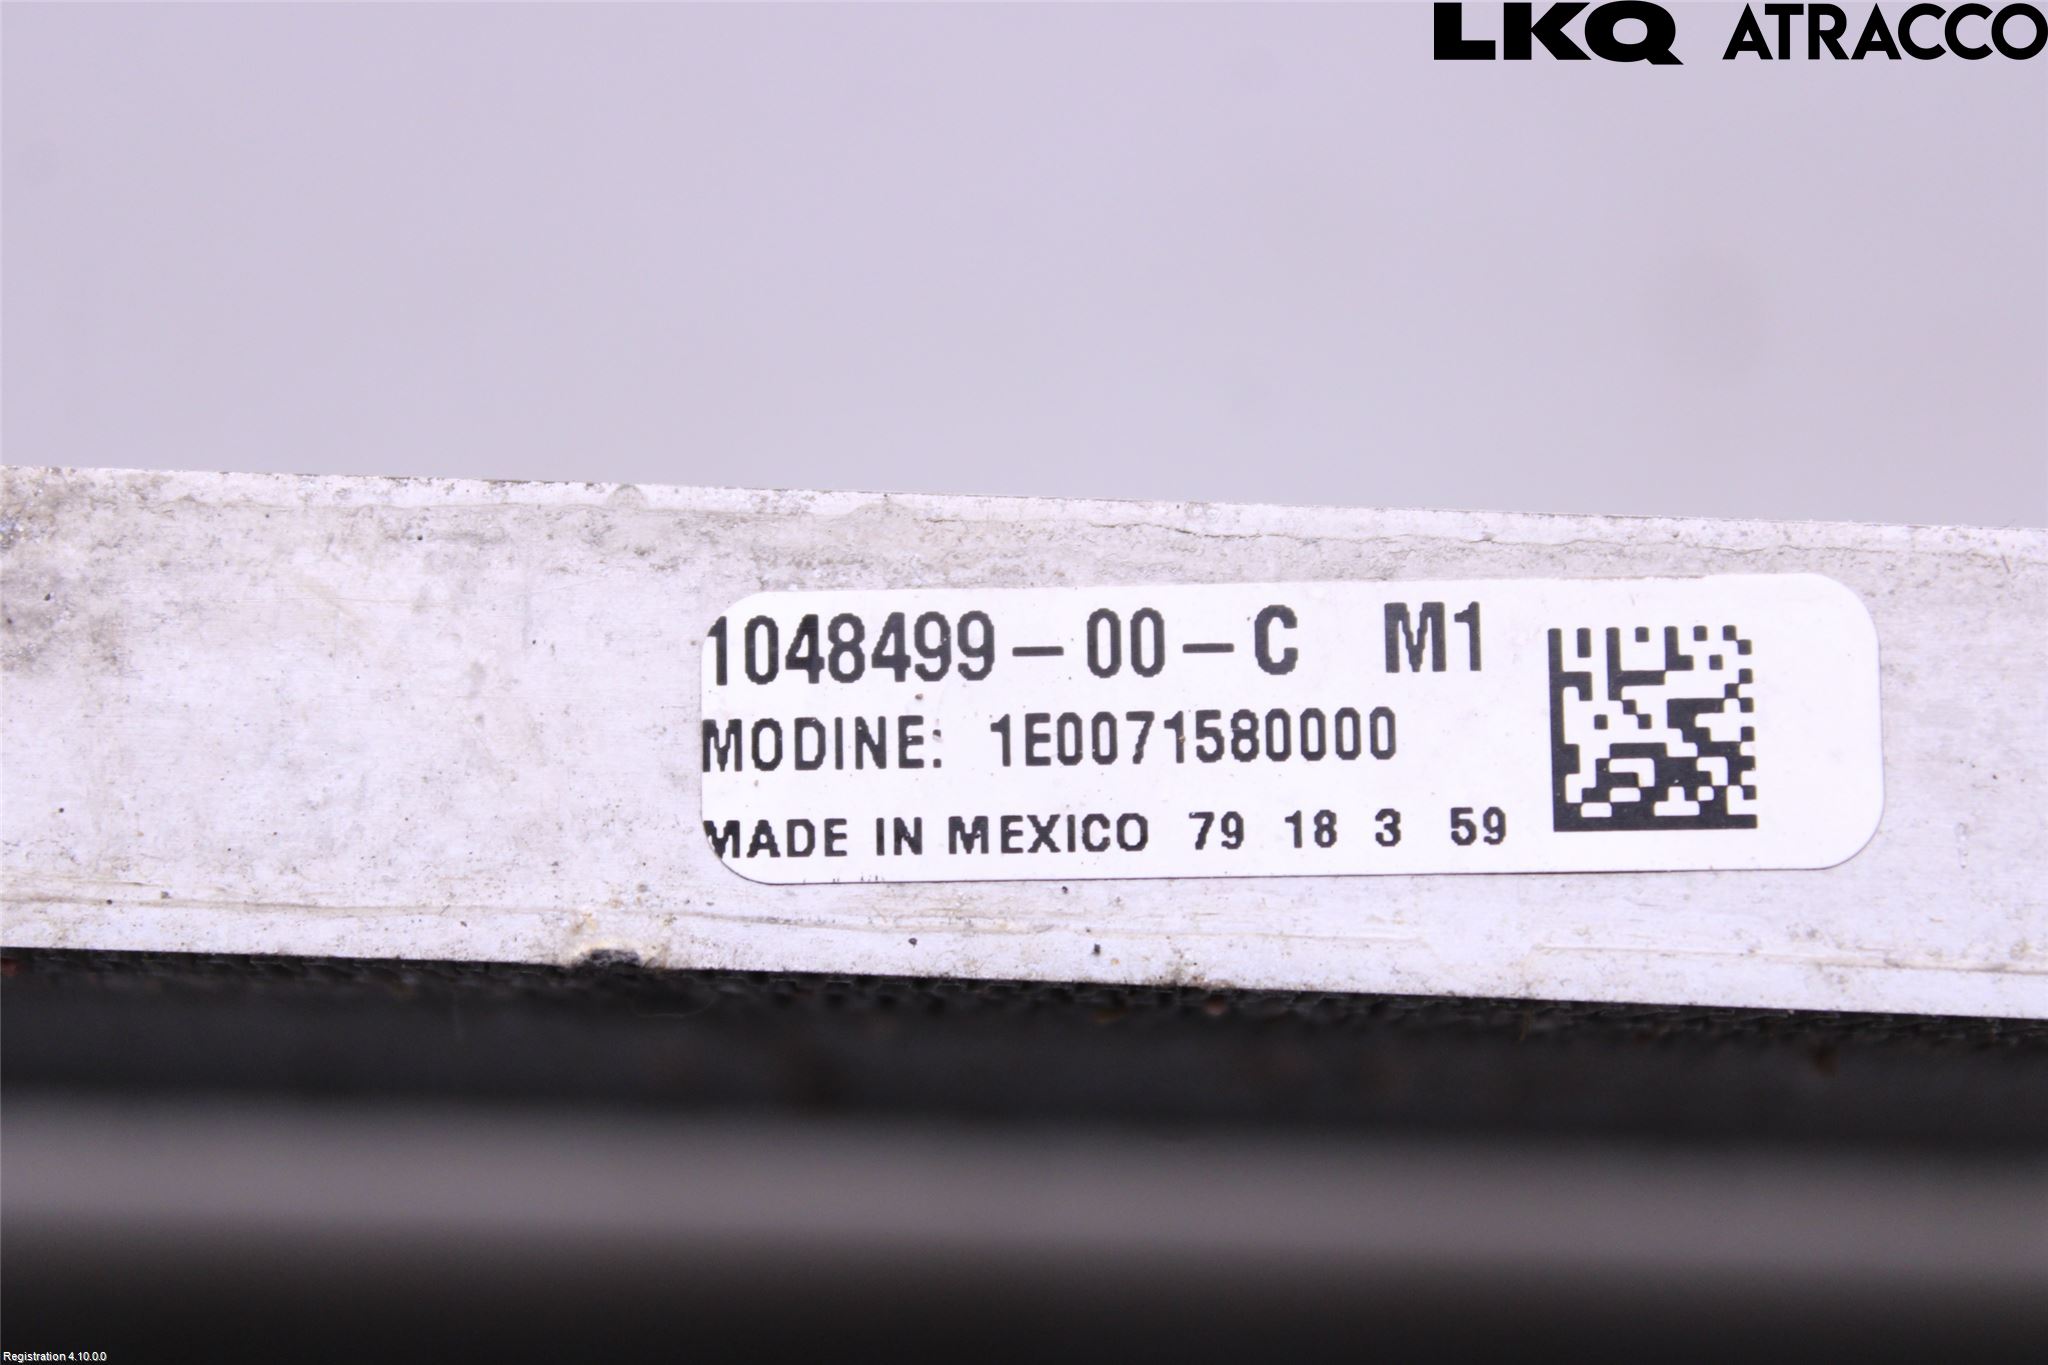 LKQ ATRACCO
1048499-00-C M1
MODINE: 1E0071580000
MADE IN MEXICO 79 18 3 59
Registration 4.10.0.0